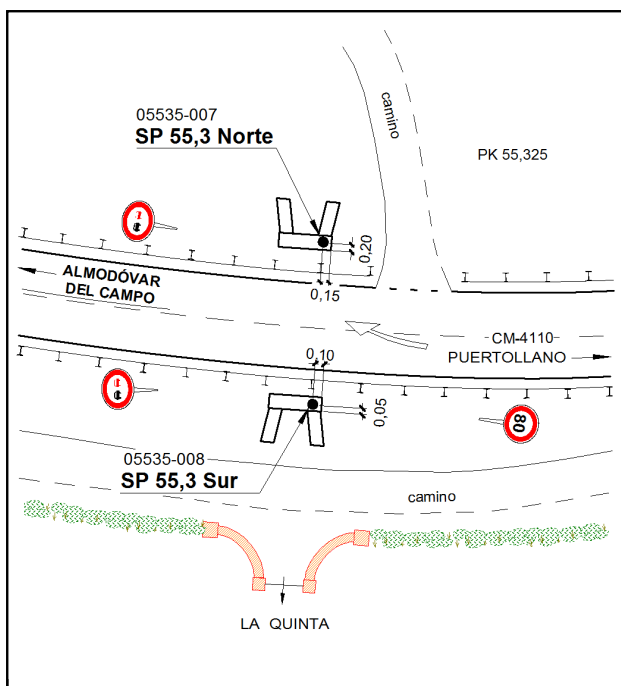 05535-007
SP 55,3 Norte
camino
PK 55,325
0,20
0,15
ALMODÓVAR
DEL CAMPO
CM-4110
PUERTOLLANO
0,10
0,05
80
05535-008
SP 55,3 Sur
camino
LA QUINTA